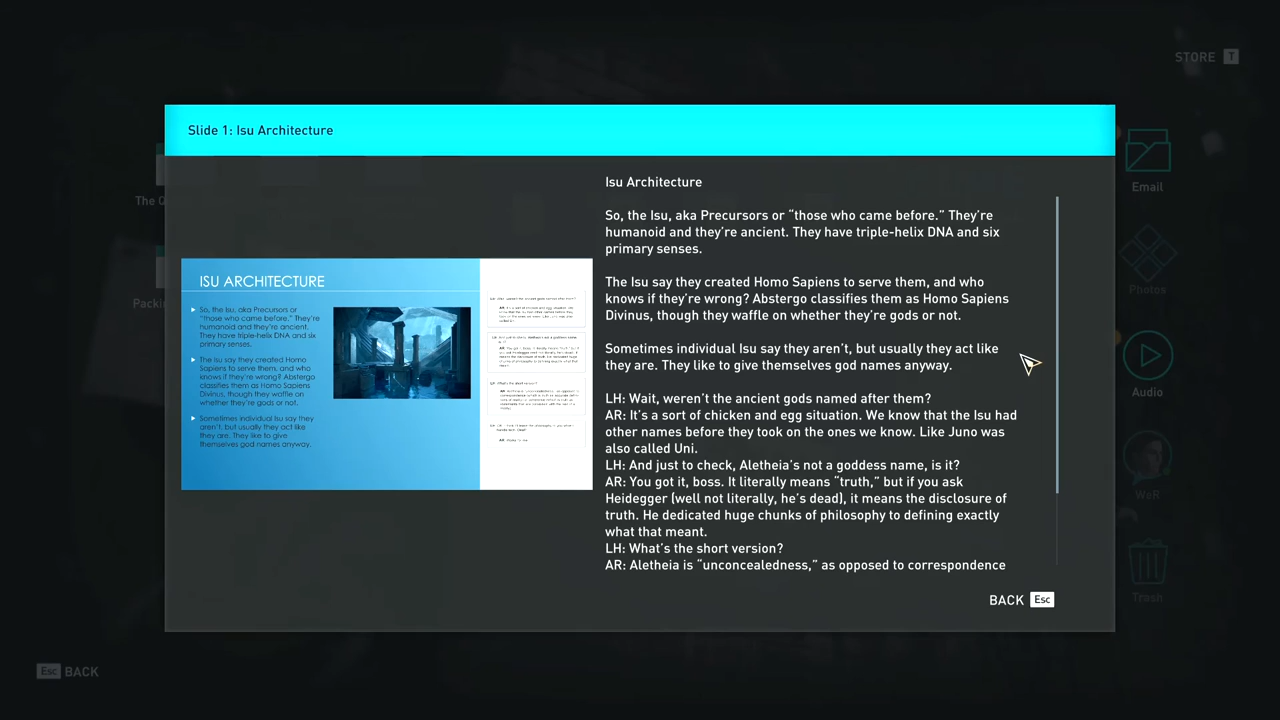 STORE T
Slide 1: Isu Architecture
Isu Architecture
So, the Isu, aka Precursors or “those who came before.” They’re
humanoid and they’re ancient. They have triple-helix DNA and six
primary senses.
The Isu say they created Homo Sapiens to serve them, and who
knows if they’re wrong? Abstergo classifies them as Homo Sapiens
Divinus, though they waffle on whether they’re gods or not.
Sometimes individual Isu say they aren’t, but usually they act like
they are. They like to give themselves god names anyway.
LH: Wait, weren’t the ancient gods named after them?
AR: It’s a sort of chicken and egg situation. We know that the Isu had
other names before they took on the ones we know. Like Juno was
also called Uni.
LH: And just to check, Aletheia’s not a goddess name, is it?
AR: You got it, boss. It literally means “truth,” but if you ask
Heidegger (well not literally, he’s dead), it means the disclosure of
truth. He dedicated huge chunks of philosophy to defining exactly
what that meant.
LH: What’s the short version?
AR: Aletheia is “unconcealedness,” as opposed to correspondence
ISU ARCHITECTURE
So, the Isu, aka Precursors or
“those who came before.” They’re
humanoid and they’re ancient.
They have triple-helix DNA and six
primary senses.
The Isu say they created Homo
Sapiens to serve them, and who
knows if they’re wrong? Abstergo
classifies them as Homo Sapiens
Divinus, though they waffle on
whether they’re gods or not.
Sometimes individual Isu say they
aren’t, but usually they act like
they are. They like to give
themselves god names anyway.
BACK Esc
Email
Photos
Audio
WeR
Trash
Esc BACK